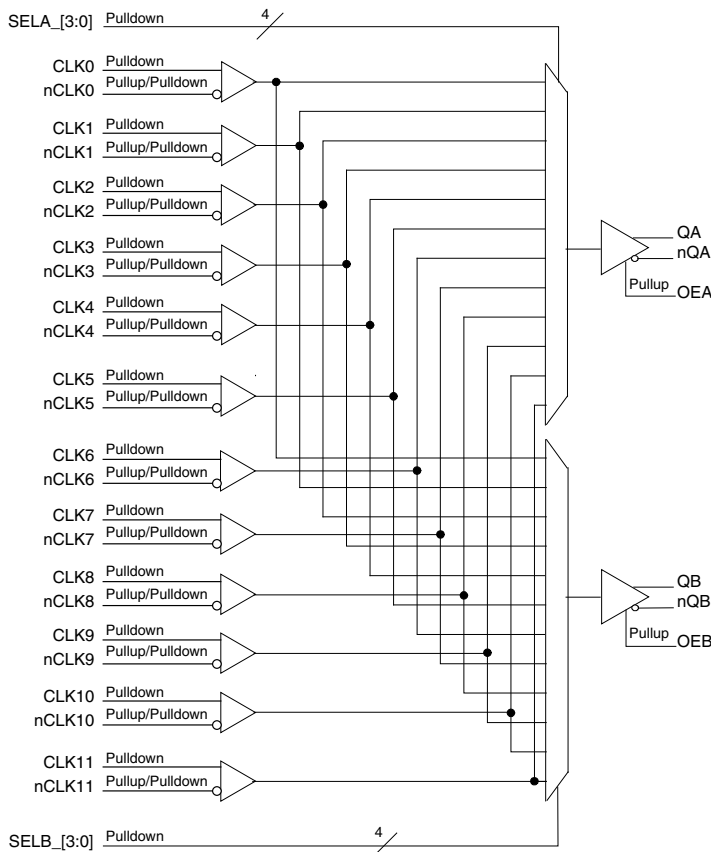 SELA_[3:0] Pulldown 4
CLK0 Pulldown
nCLK0 Pullup/Pulldown
CLK1 Pulldown
nCLK1 Pullup/Pulldown
CLK2 Pulldown
nCLK2 Pullup/Pulldown
CLK3 Pulldown
nCLK3 Pullup/Pulldown
CLK4 Pulldown
nCLK4 Pullup/Pulldown
CLK5 Pulldown
nCLK5 Pullup/Pulldown
CLK6 Pulldown
nCLK6 Pullup/Pulldown
CLK7 Pulldown
nCLK7 Pullup/Pulldown
CLK8 Pulldown
nCLK8 Pullup/Pulldown
CLK9 Pulldown
nCLK9 Pullup/Pulldown
CLK10 Pulldown
nCLK10 Pullup/Pulldown
CLK11 Pulldown
nCLK11 Pullup/Pulldown
SELB_[3:0] Pulldown 4
QA
nQA
Pullup OEA
QB
nQB
Pullup OEB